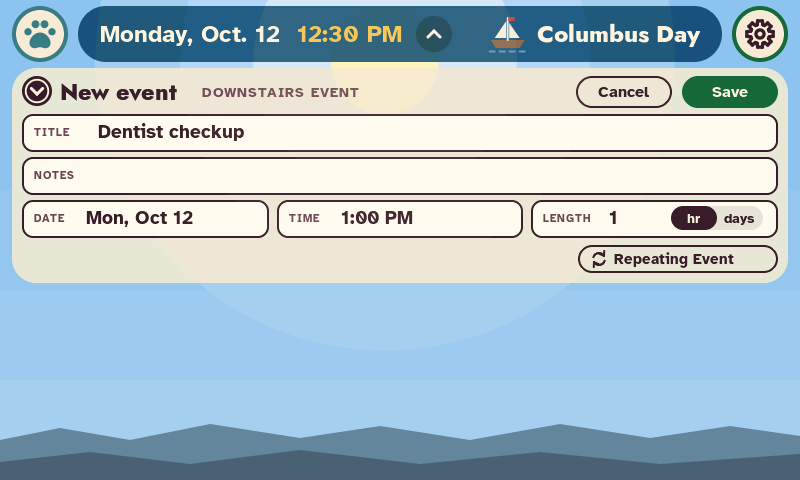 Monday, Oct. 12 12:30 PM Columbus Day
New event DOWNSTAIRS EVENT Cancel Save
TITLE Dentist checkup
NOTES
DATE Mon, Oct 12 TIME 1:00 PM LENGTH 1 hr days
Repeating Event